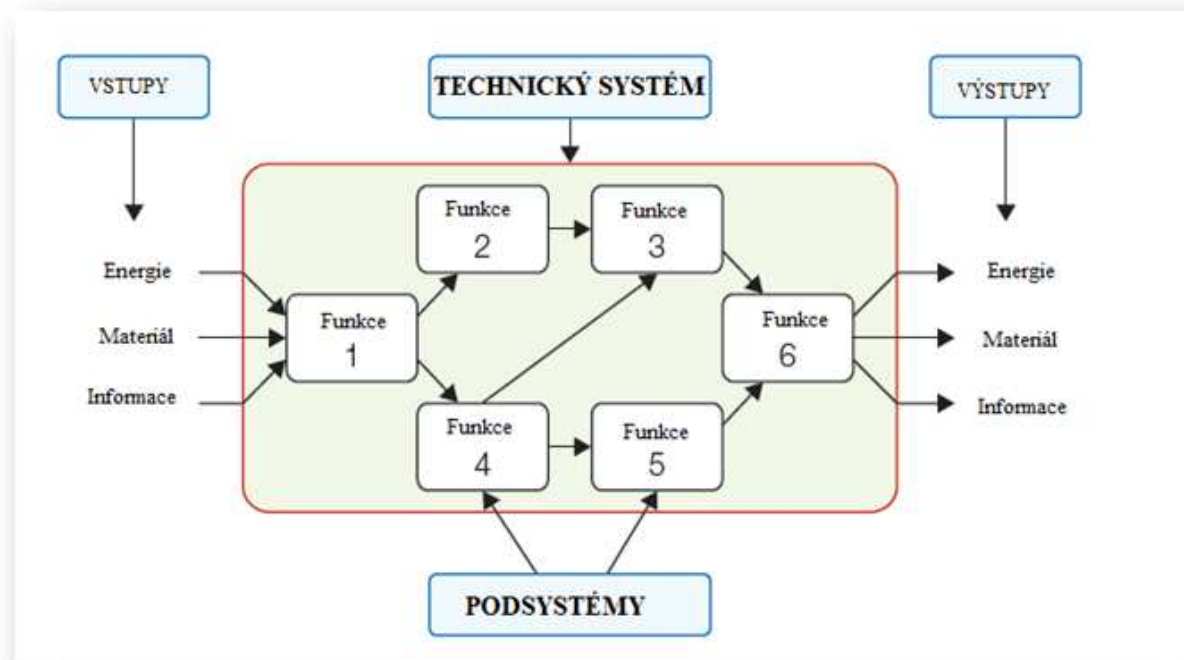 VSTUPY
TECHNICKÝ SYSTÉM
VÝSTUPY
Funkce
2
Funkce
3
Energie
Materiál
Informace
Funkce
1
Funkce
6
Energie
Materiál
Informace
Funkce
4
Funkce
5
PODSYSTÉMY